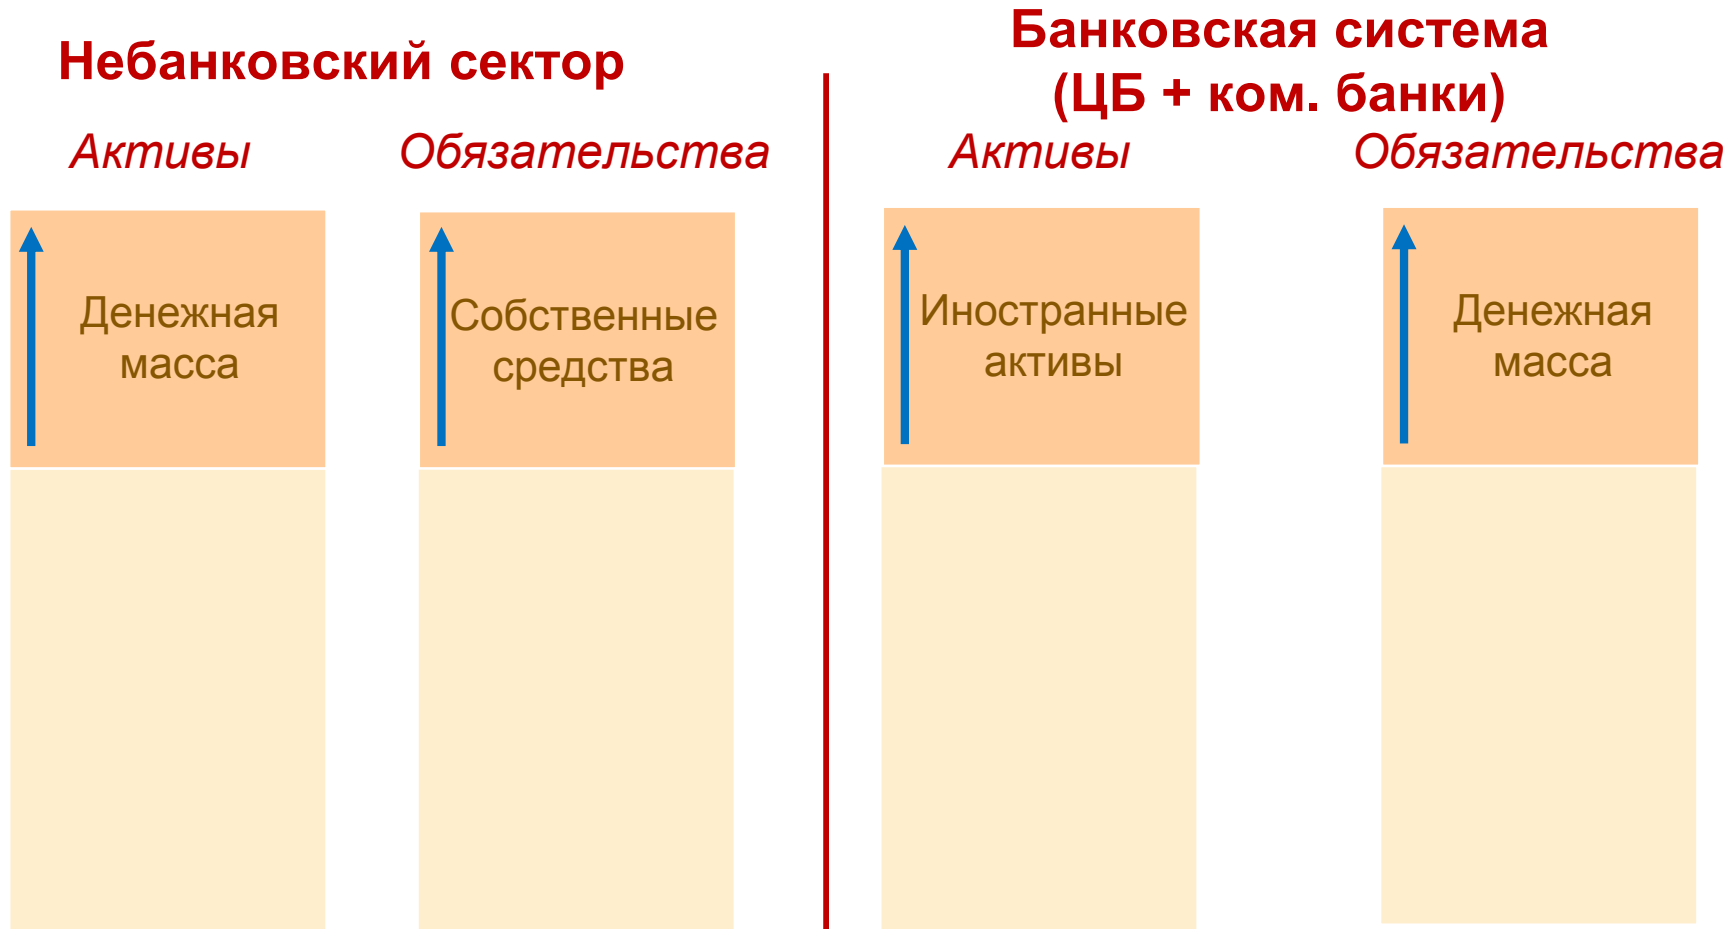 Небанковский сектор
Активы
Обязательства
Денежная
масса
Собственные
средства
Банковская система
(ЦБ + ком. банки)
Активы
Обязательства
Иностранные
активы
Денежная
масса